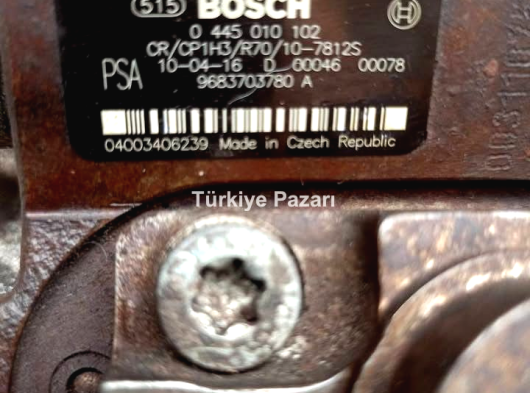 515 BOSCH
0 445 010 102
CR/CP1H3/R70/10-7812S
PSA 10-04-16 D 00046 00078
9683703780 A
04003406239 Made in Czech Republic
Türkiye Pazarı